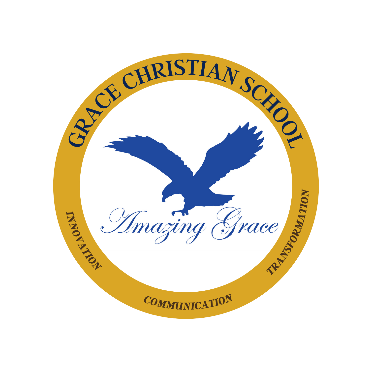 GRACE CHRISTIAN SCHOOL
Amazing Grace
INNOVATION
COMMUNICATION
TRANSFORMATION